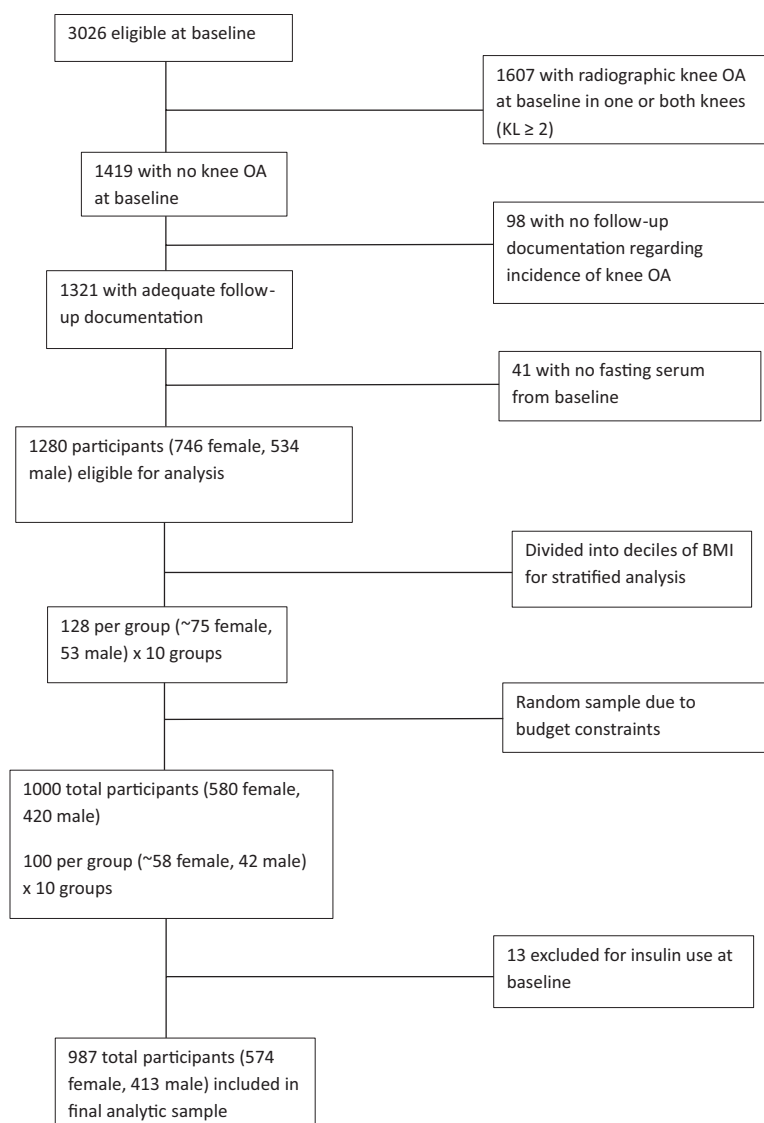 3026 eligible at baseline
1607 with radiographic knee OA
at baseline in one or both knees
(KL ≥ 2)
1419 with no knee OA
at baseline
98 with no follow-up
documentation regarding
incidence of knee OA
1321 with adequate follow-
up documentation
41 with no fasting serum
from baseline
1280 participants (746 female, 534
male) eligible for analysis
Divided into deciles of BMI
for stratified analysis
128 per group (~75 female,
53 male) x 10 groups
Random sample due to
budget constraints
1000 total participants (580 female,
420 male)
100 per group (~58 female, 42 male)
x 10 groups
13 excluded for insulin use at
baseline
987 total participants (574
female, 413 male) included in
final analytic sample